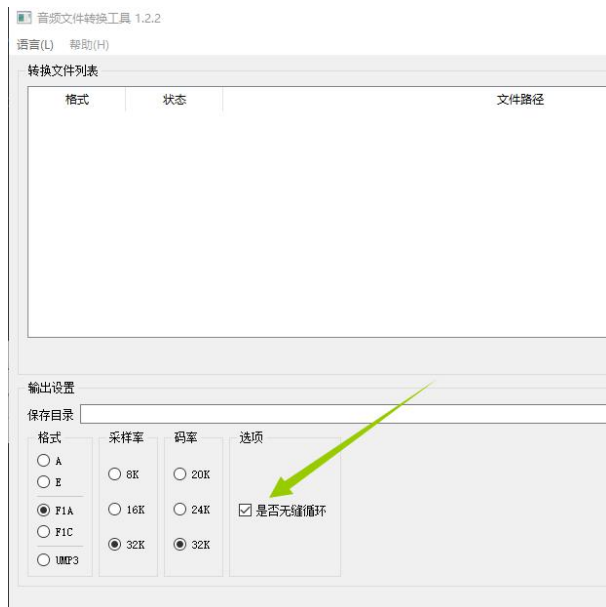 音频文件转换工具 1.2.2
语言(L) 帮助(H)
转换文件列表
格式 状态 文件路径
输出设置
保存目录
格式 采样率 码率 选项
A
E
8K 20K
F1A 16K 24K 是否无缝循环
F1C
32K 32K
UMP3